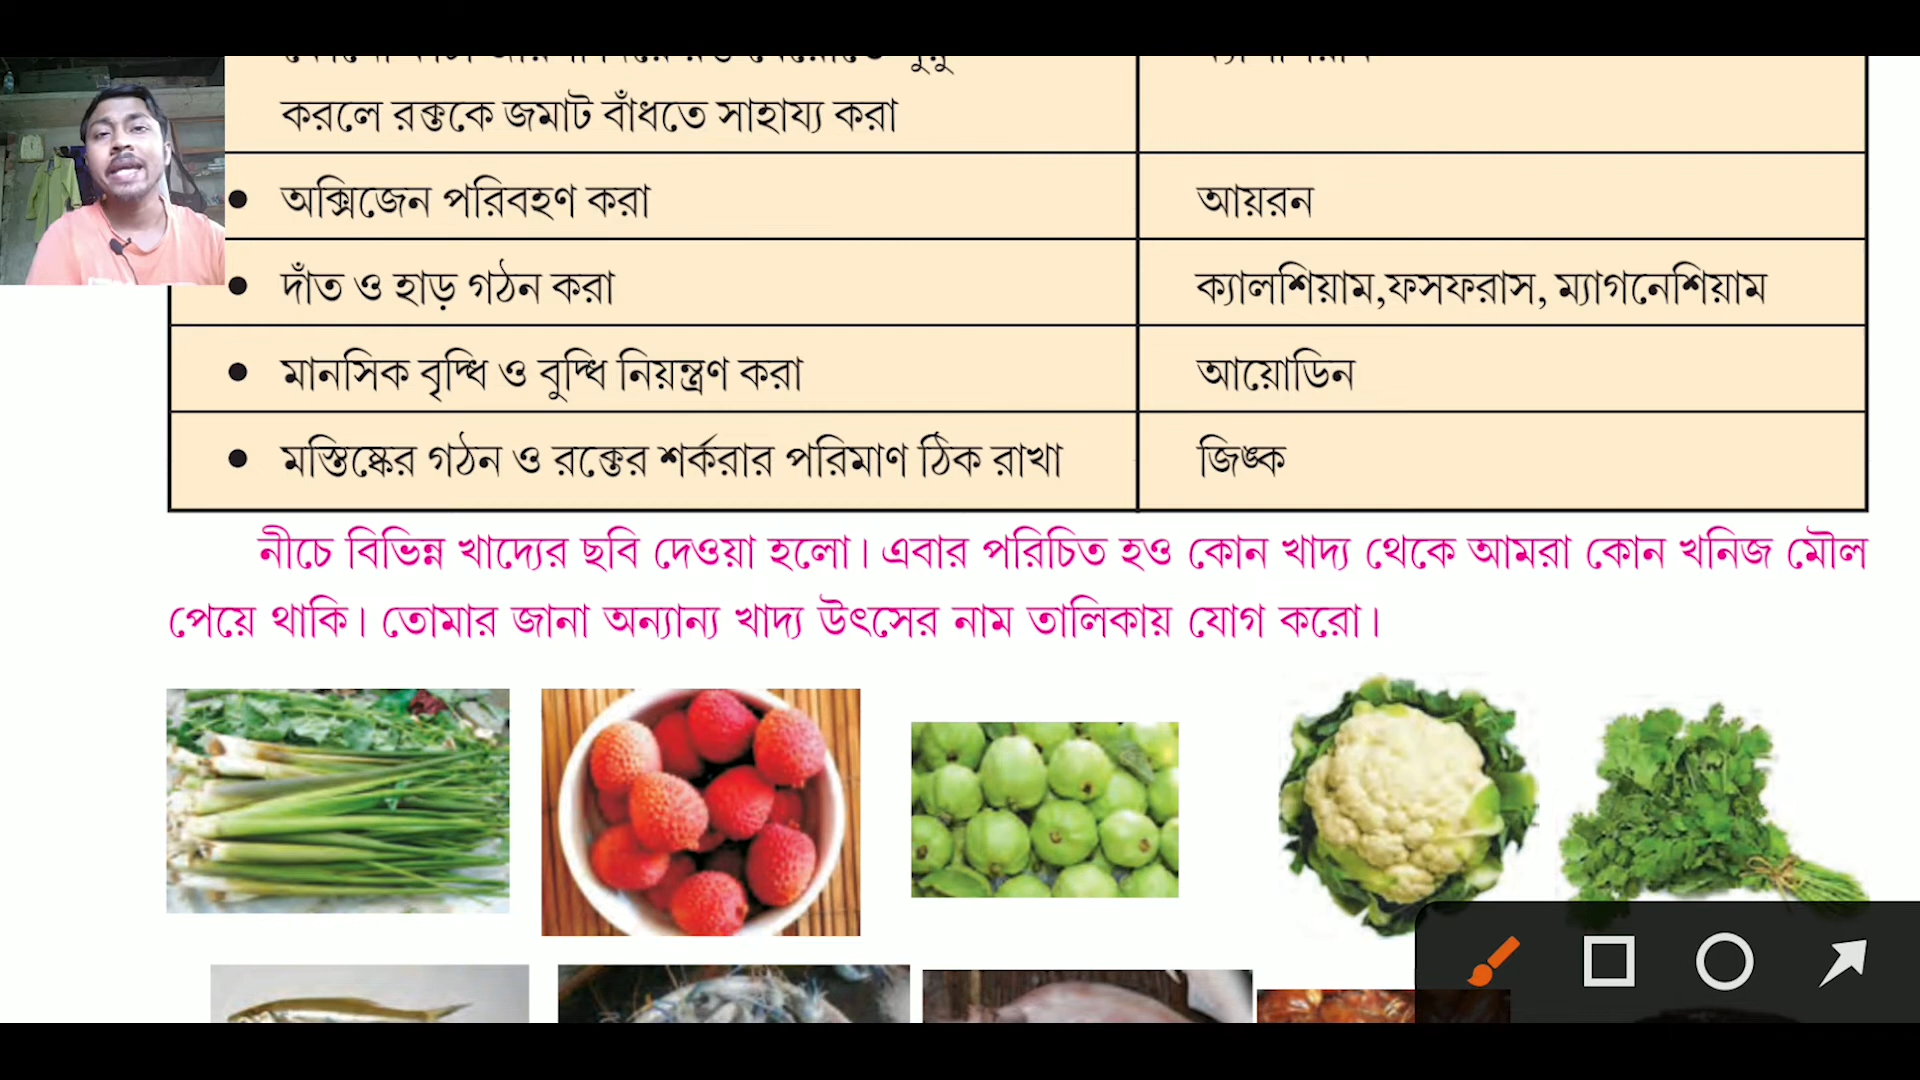 করলে রক্তকে জমাট বাঁধতে সাহায্য করা
• অক্সিজেন পরিবহণ করা আয়রন
• দাঁত ও হাড় গঠন করা ক্যালশিয়াম,ফসফরাস, ম্যাগনেশিয়াম
• মানসিক বৃদ্ধি ও বুদ্ধি নিয়ন্ত্রণ করা আয়োডিন
• মস্তিষ্কের গঠন ও রক্তের শর্করার পরিমাণ ঠিক রাখা জিঙ্ক
নীচে বিভিন্ন খাদ্যের ছবি দেওয়া হলো। এবার পরিচিত হও কোন খাদ্য থেকে আমরা কোন খনিজ মৌল
পেয়ে থাকি। তোমার জানা অন্যান্য খাদ্য উৎসের নাম তালিকায় যোগ করো।